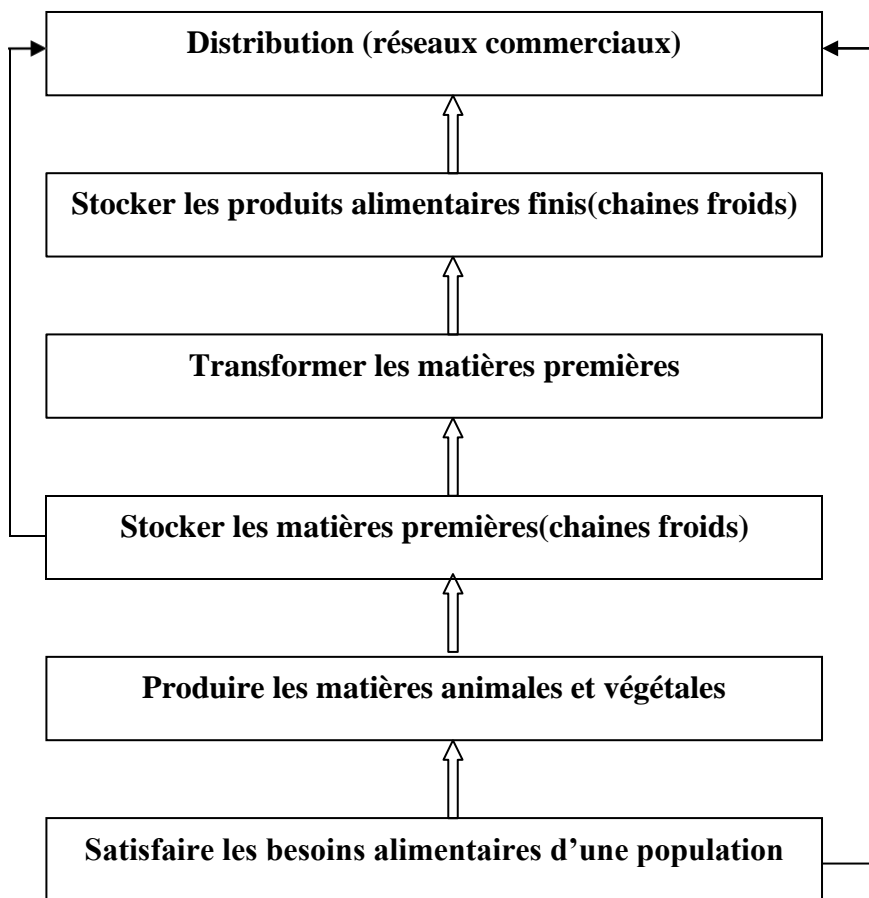 Distribution (réseaux commerciaux)
Stocker les produits alimentaires finis(chaines froids)
Transformer les matières premières
Stocker les matières premières(chaines froids)
Produire les matières animales et végétales
Satisfaire les besoins alimentaires d’une population